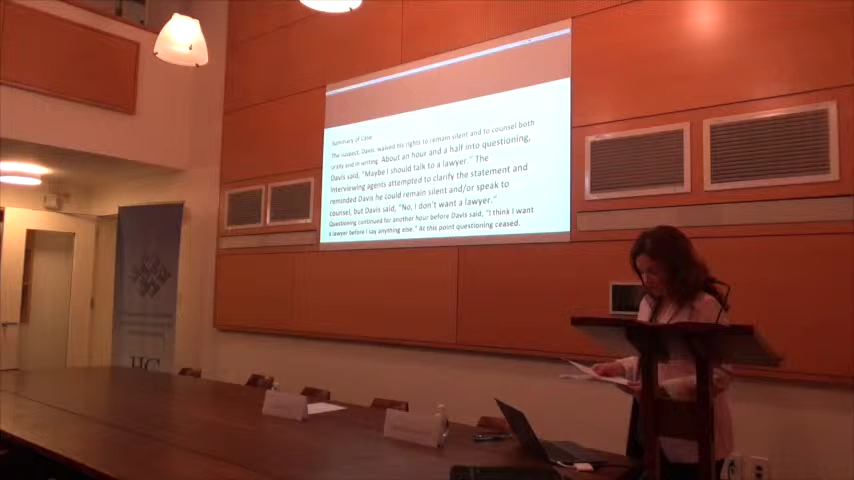 Summary of Case
The suspect, Davis, waived his rights to remain silent and to counsel both
orally and in writing. About an hour and a half into questioning,
Davis said, "Maybe I should talk to a lawyer." The
interviewing agents attempted to clarify the statement and
reminded Davis he could remain silent and/or speak to
counsel, but Davis said, "No, I don't want a lawyer."
Questioning continued for another hour before Davis said, "I think I want
a lawyer before I say anything else." At this point questioning ceased.
HC